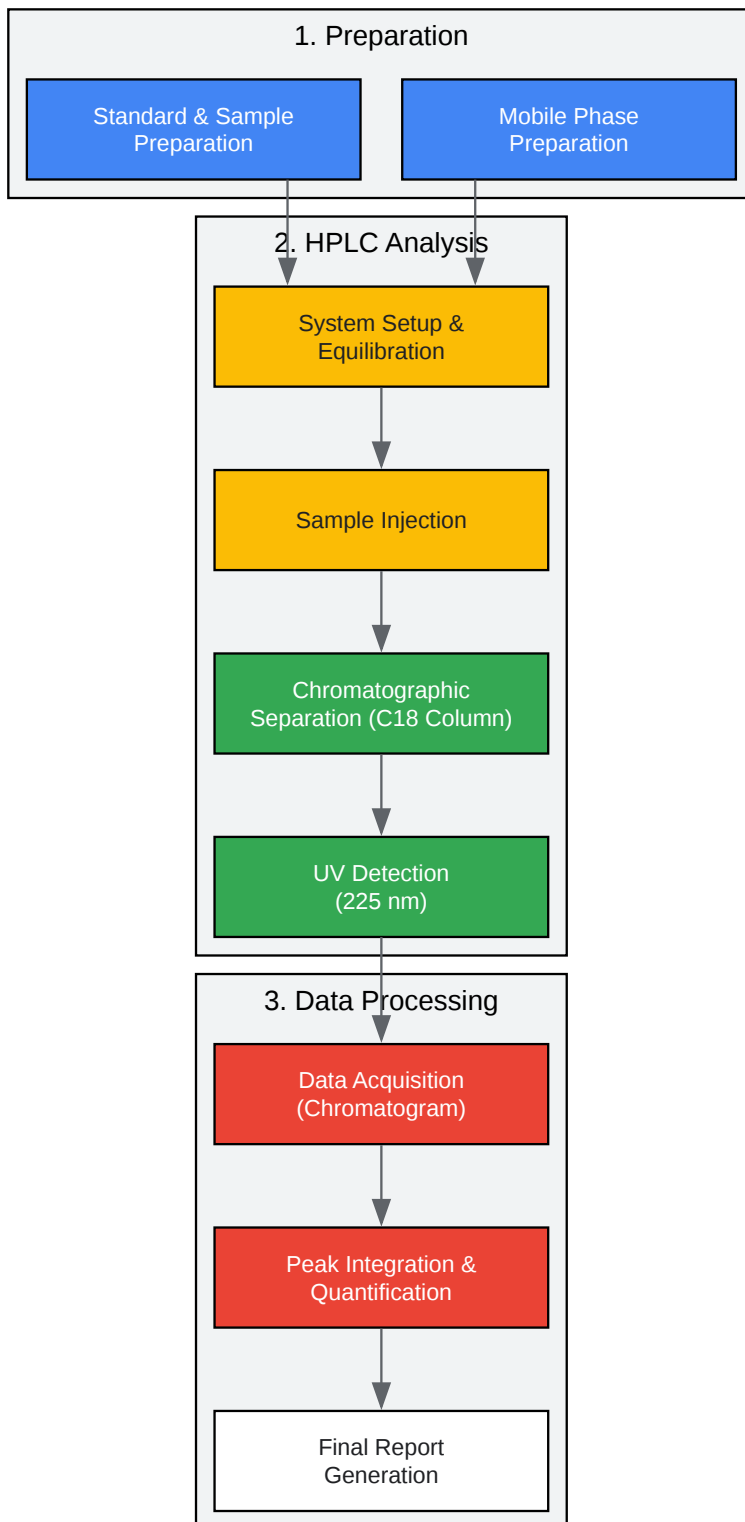 1. Preparation
Standard & Sample
Preparation
Mobile Phase
Preparation
2. HPLC Analysis
System Setup &
Equilibration
Sample Injection
Chromatographic
Separation (C18 Column)
UV Detection
(225 nm)
3. Data Processing
Data Acquisition
(Chromatogram)
Peak Integration &
Quantification
Final Report
Generation